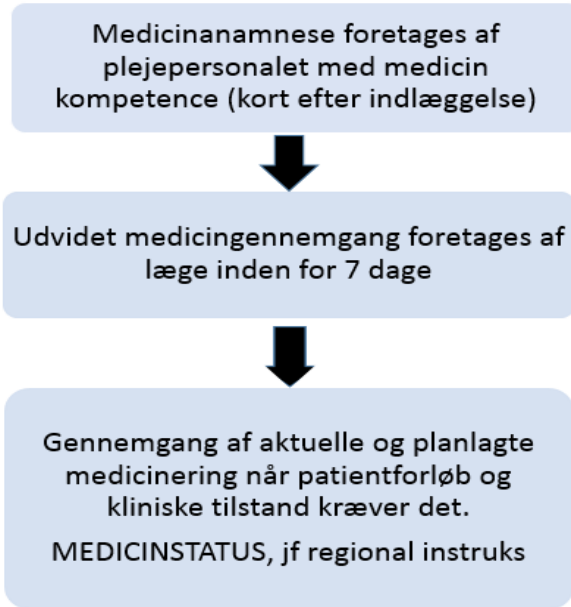 Medicinanamnese foretages af
plejepersonalet med medicin
kompetence (kort efter indlæggelse)
Udvidet medicingennemgang foretages af
læge inden for 7 dage
Gennemgang af aktuelle og planlagte
medicinering når patientforløb og
kliniske tilstand kræver det.
MEDICINSTATUS, jf regional instruks